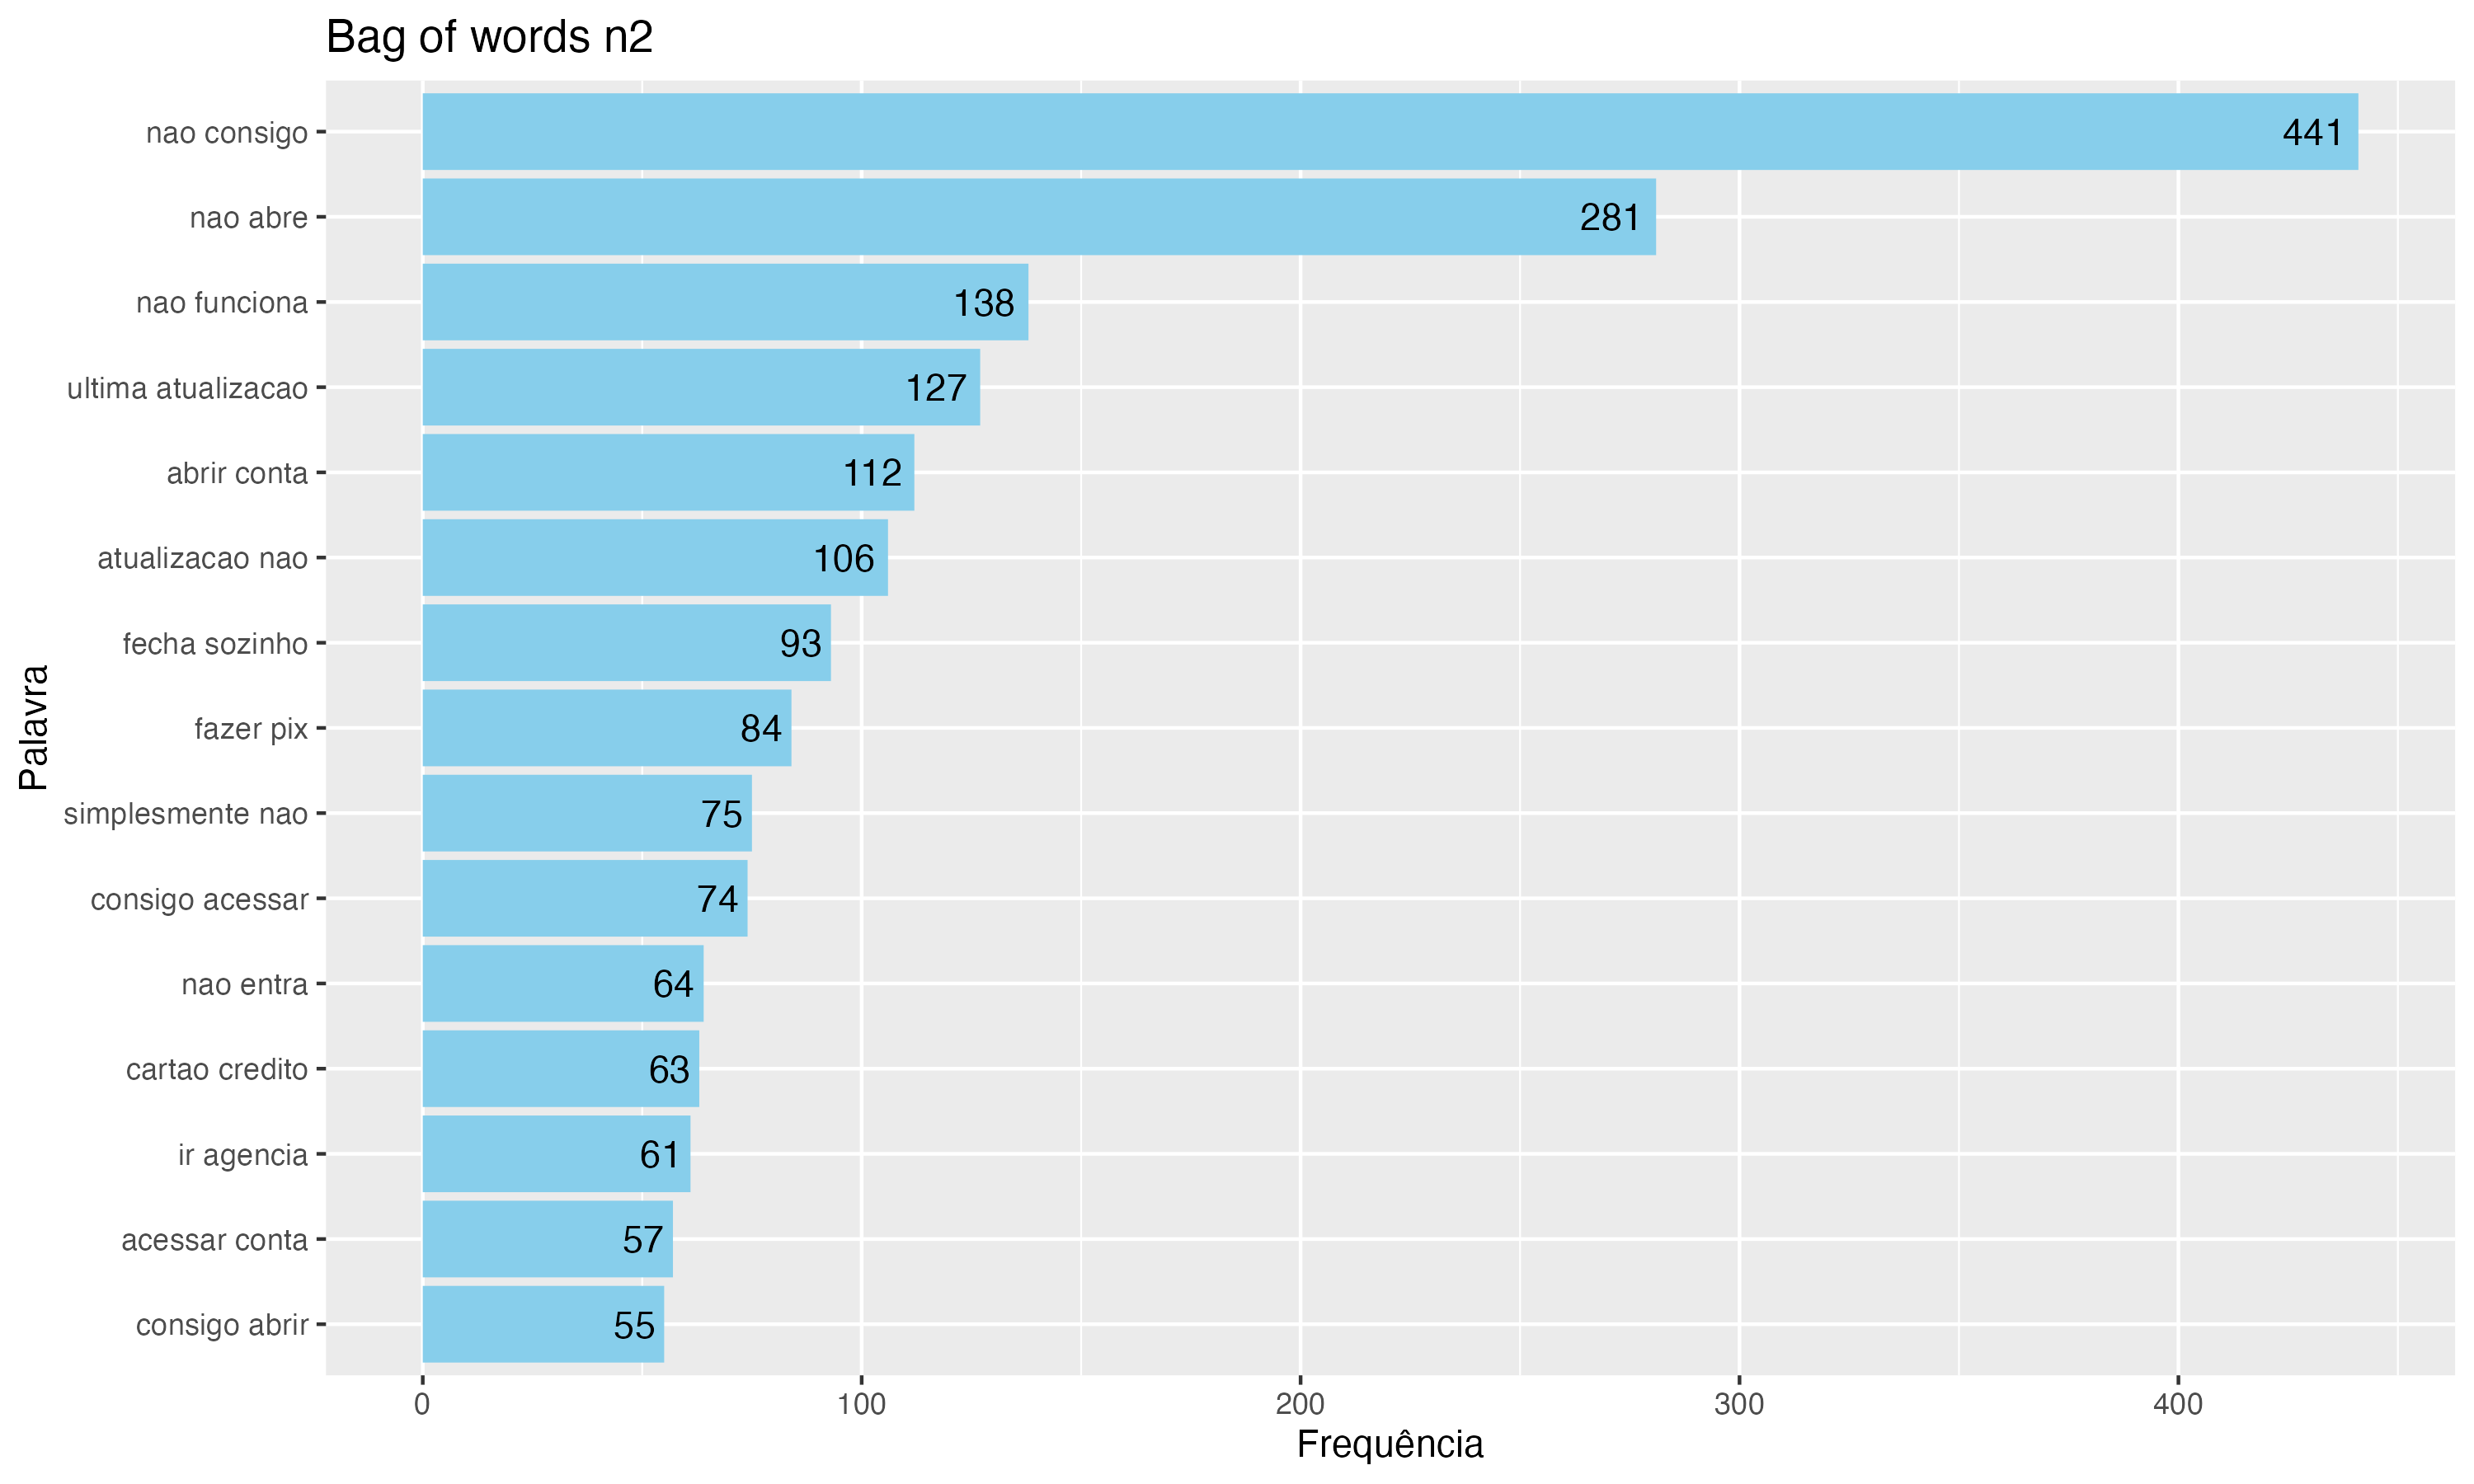 Bag of words n2
nao consigo 441
nao abre 281
nao funciona 138
ultima atualizacao 127
abrir conta 112
atualizacao nao 106
fecha sozinho 93
fazer pix 84
simplesmente nao 75
consigo acessar 74
nao entra 64
cartao credito 63
ir agencia 61
acessar conta 57
consigo abrir 55
Palavra
0 100 200 300 400
Frequência